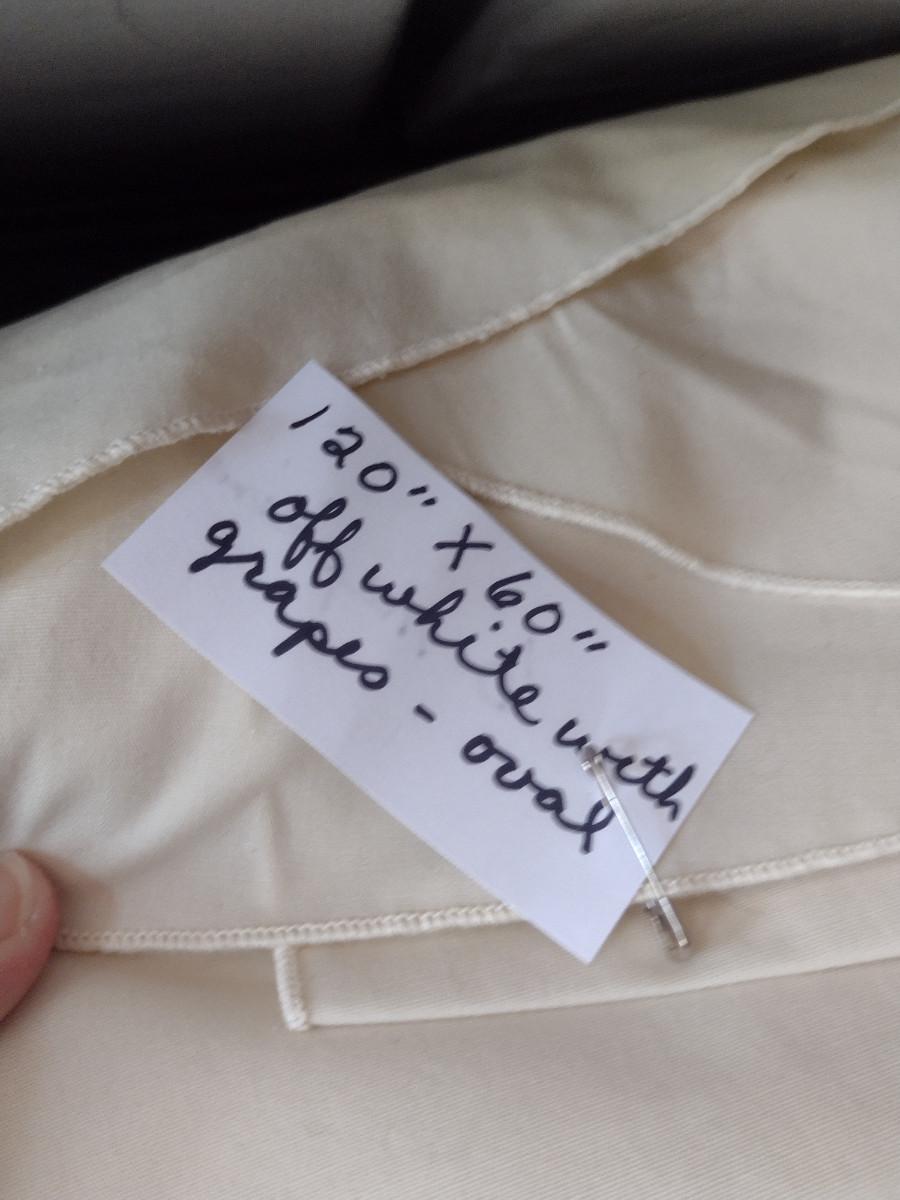 120" X 60"
off white with
grapes - oval